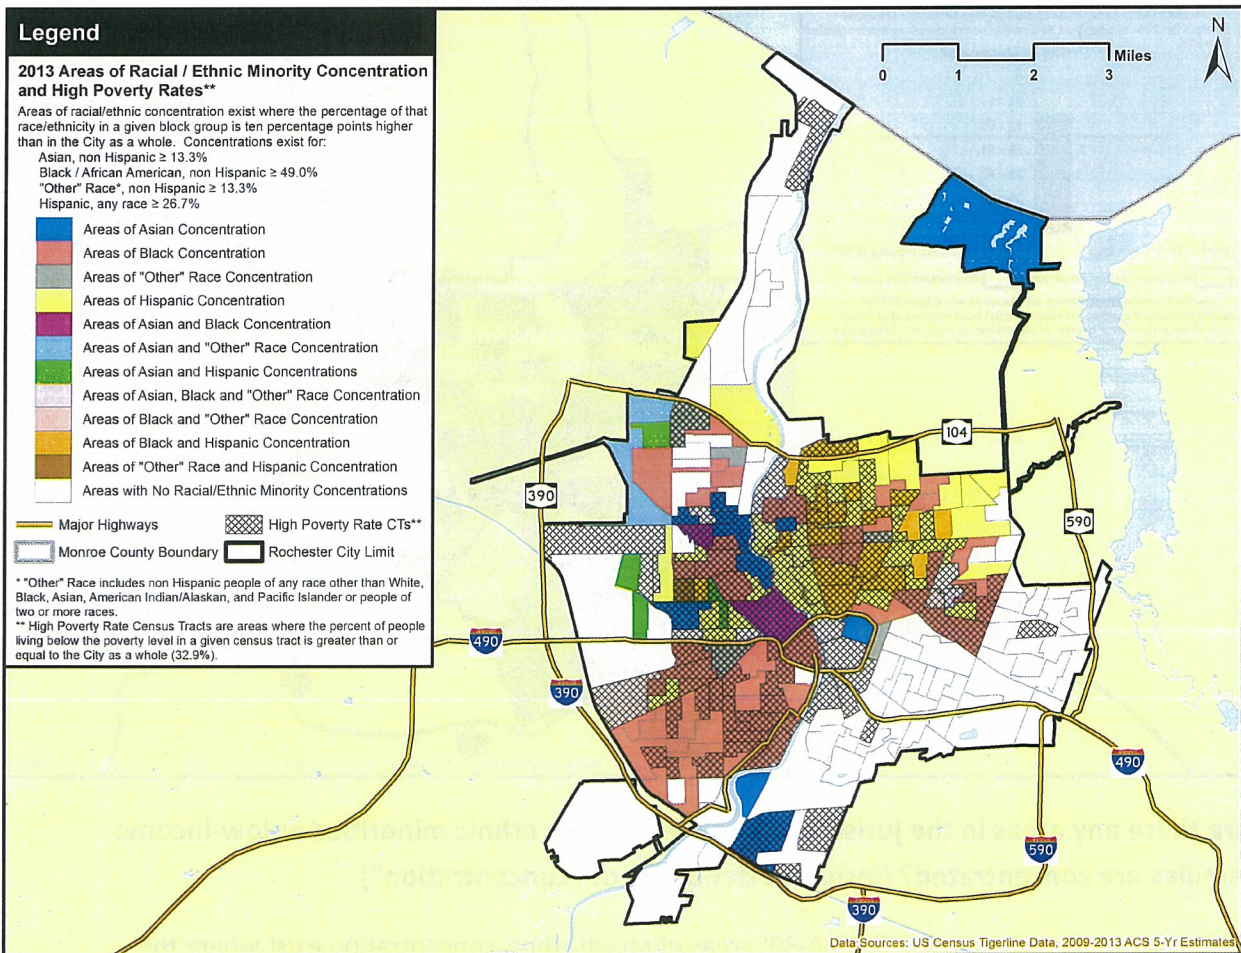 Legend
2013 Areas of Racial / Ethnic Minority Concentration
and High Poverty Rates**
Areas of racial/ethnic concentration exist where the percentage of that
race/ethnicity in a given block group is ten percentage points higher
than in the City as a whole. Concentrations exist for:
Asian, non Hispanic ≥ 13.3%
Black / African American, non Hispanic ≥ 49.0%
"Other" Race*, non Hispanic ≥ 13.3%
Hispanic, any race ≥ 26.7%
Areas of Asian Concentration
Areas of Black Concentration
Areas of "Other" Race Concentration
Areas of Hispanic Concentration
Areas of Asian and Black Concentration
Areas of Asian and "Other" Race Concentration
Areas of Asian and Hispanic Concentrations
Areas of Asian, Black and "Other" Race Concentration
Areas of Black and "Other" Race Concentration
Areas of Black and Hispanic Concentration
Areas of "Other" Race and Hispanic Concentration
Areas with No Racial/Ethnic Minority Concentrations
Major Highways
High Poverty Rate CTs**
Monroe County Boundary
Rochester City Limit
* "Other" Race includes non Hispanic people of any race other than White,
Black, Asian, American Indian/Alaskan, and Pacific Islander or people of
two or more races.
** High Poverty Rate Census Tracts are areas where the percent of people
living below the poverty level in a given census tract is greater than or
equal to the City as a whole (32.9%).
N
Miles
0 1 2 3
104
390
590
490
390
490
590
390
Data Sources: US Census Tigerline Data, 2009-2013 ACS 5-Yr Estimates